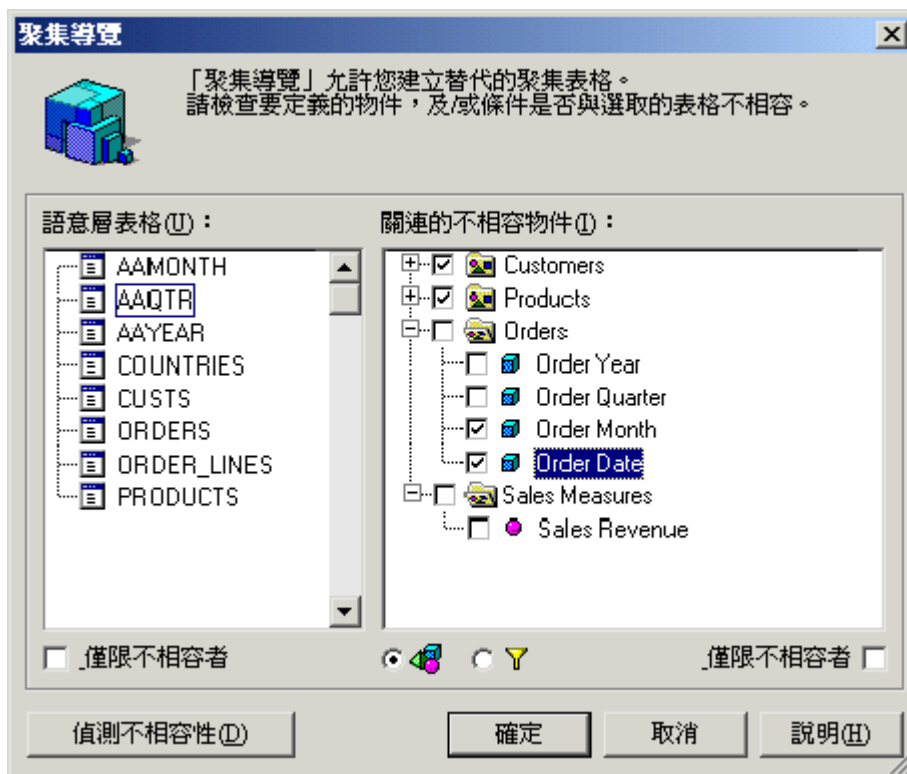 聚集導覽
「聚集導覽」允許您建立替代的聚集表格。
請檢查要定義的物件，及/或條件是否與選取的表格不相容。
語意層表格(U)：
AAMONTH
AAQTR
AAYEAR
COUNTRIES
CUSTS
ORDERS
ORDER_LINES
PRODUCTS
關連的不相容物件(I)：
Customers
Products
Orders
Order Year
Order Quarter
Order Month
Order Date
Sales Measures
Sales Revenue
_僅限不相容者
_僅限不相容者
偵測不相容性(D)
確定
取消
說明(H)